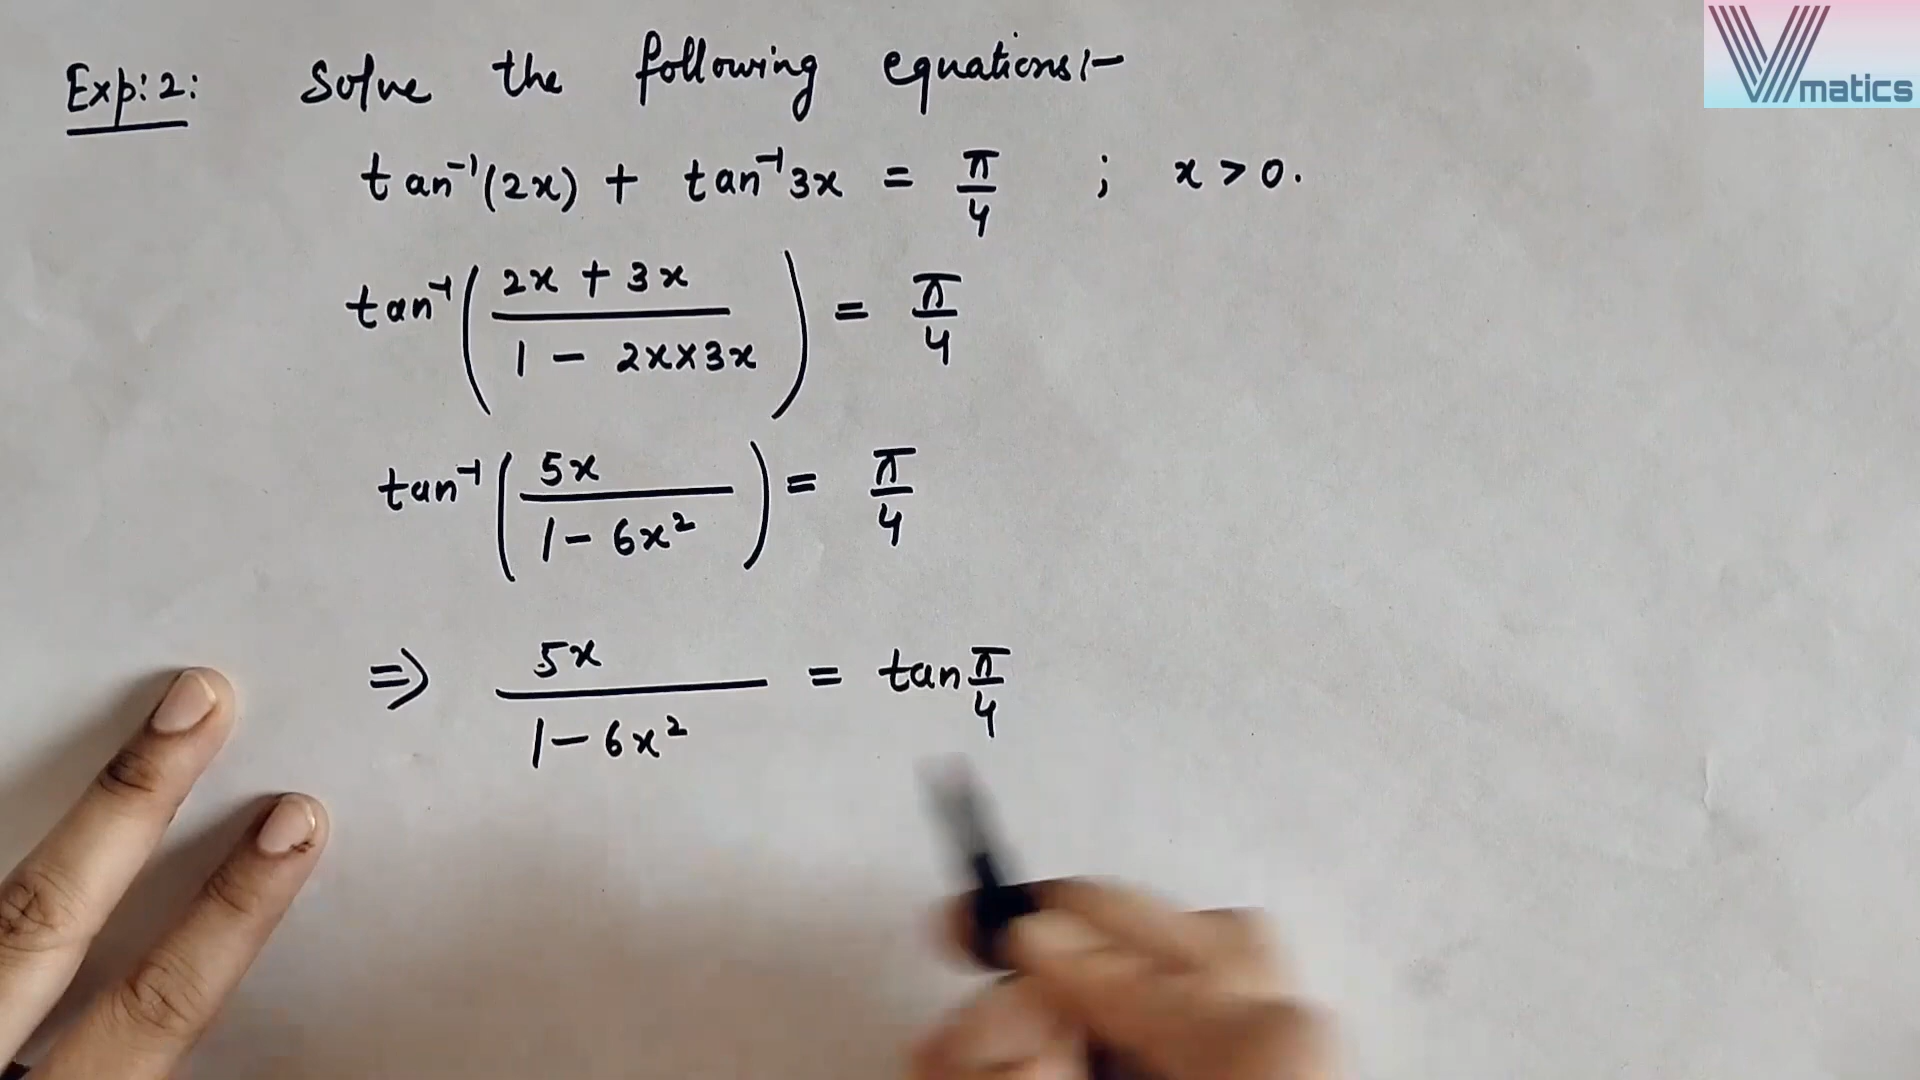 Vmatics
Exp:2: Solve the following equations:-
tan⁻¹(2x) + tan⁻¹3x = π/4 ; x > 0.
tan⁻¹((2x + 3x)/(1 - 2x×3x)) = π/4
tan⁻¹(5x/(1 - 6x²)) = π/4
⇒ 5x/(1 - 6x²) = tan π/4